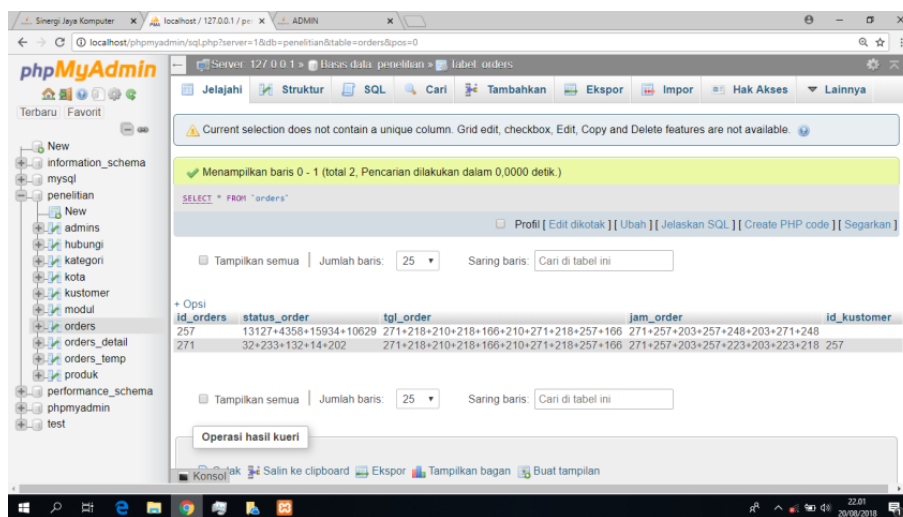 Sinergi Jaya Komputer
localhost / 127.0.0.1 / pe
ADMIN
localhost/phpmyadmin/sql.php?server=1&db=penelitian&table=orders&pos=0
phpMyAdmin
Terbaru Favorit
New
information_schema
mysql
penelitian
New
admins
hubungi
kategori
kota
kustomer
modul
orders
orders_detail
orders_temp
produk
performance_schema
phpmyadmin
test
Server: 127.0.0.1 » Basis data: penelitian » Tabel: orders
Jelajahi Struktur SQL Cari Tambahkan Ekspor Impor Hak Akses Lainnya
Current selection does not contain a unique column. Grid edit, checkbox, Edit, Copy and Delete features are not available.
Menampilkan baris 0 - 1 (total 2, Pencarian dilakukan dalam 0,0000 detik.)
SELECT * FROM `orders`
Profil [ Edit dikotak ] [ Ubah ] [ Jelaskan SQL ] [ Create PHP code ] [ Segarkan ]
Tampilkan semua | Jumlah baris: 25 Saring baris: Cari di tabel ini
+ Opsi
id_orders status_order tgl_order jam_order id_kustomer
257 13127+4358+15934+10629 271+218+210+218+166+210+271+218+257+166 271+257+203+257+248+203+271+248
271 32+233+132+14+202 271+218+210+218+166+210+271+218+257+166 271+257+203+257+223+203+223+218 257
Tampilkan semua | Jumlah baris: 25 Saring baris: Cari di tabel ini
Operasi hasil kueri
Salin ke clipboard Ekspor Tampilkan bagan Buat tampilan
Konsol
22.01
20/08/2018